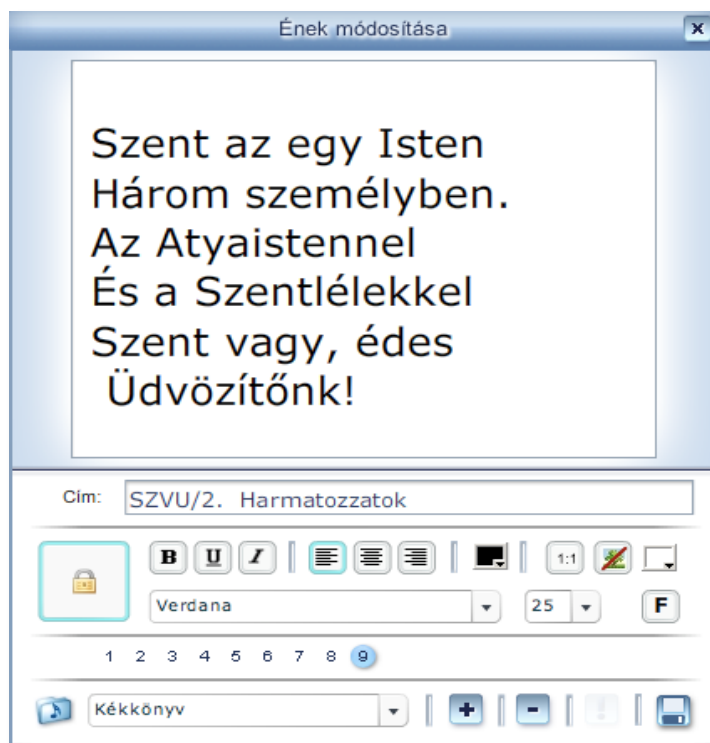 Ének módosítása
Szent az egy Isten
Három személyben.
Az Atyaistennel
És a Szentlélekkel
Szent vagy, édes
Üdvözítőnk!
Cím: SZVU/2. Harmatozzatok
B U I 1:1
Verdana 25 F
1 2 3 4 5 6 7 8 9
Kékkönyv + - !